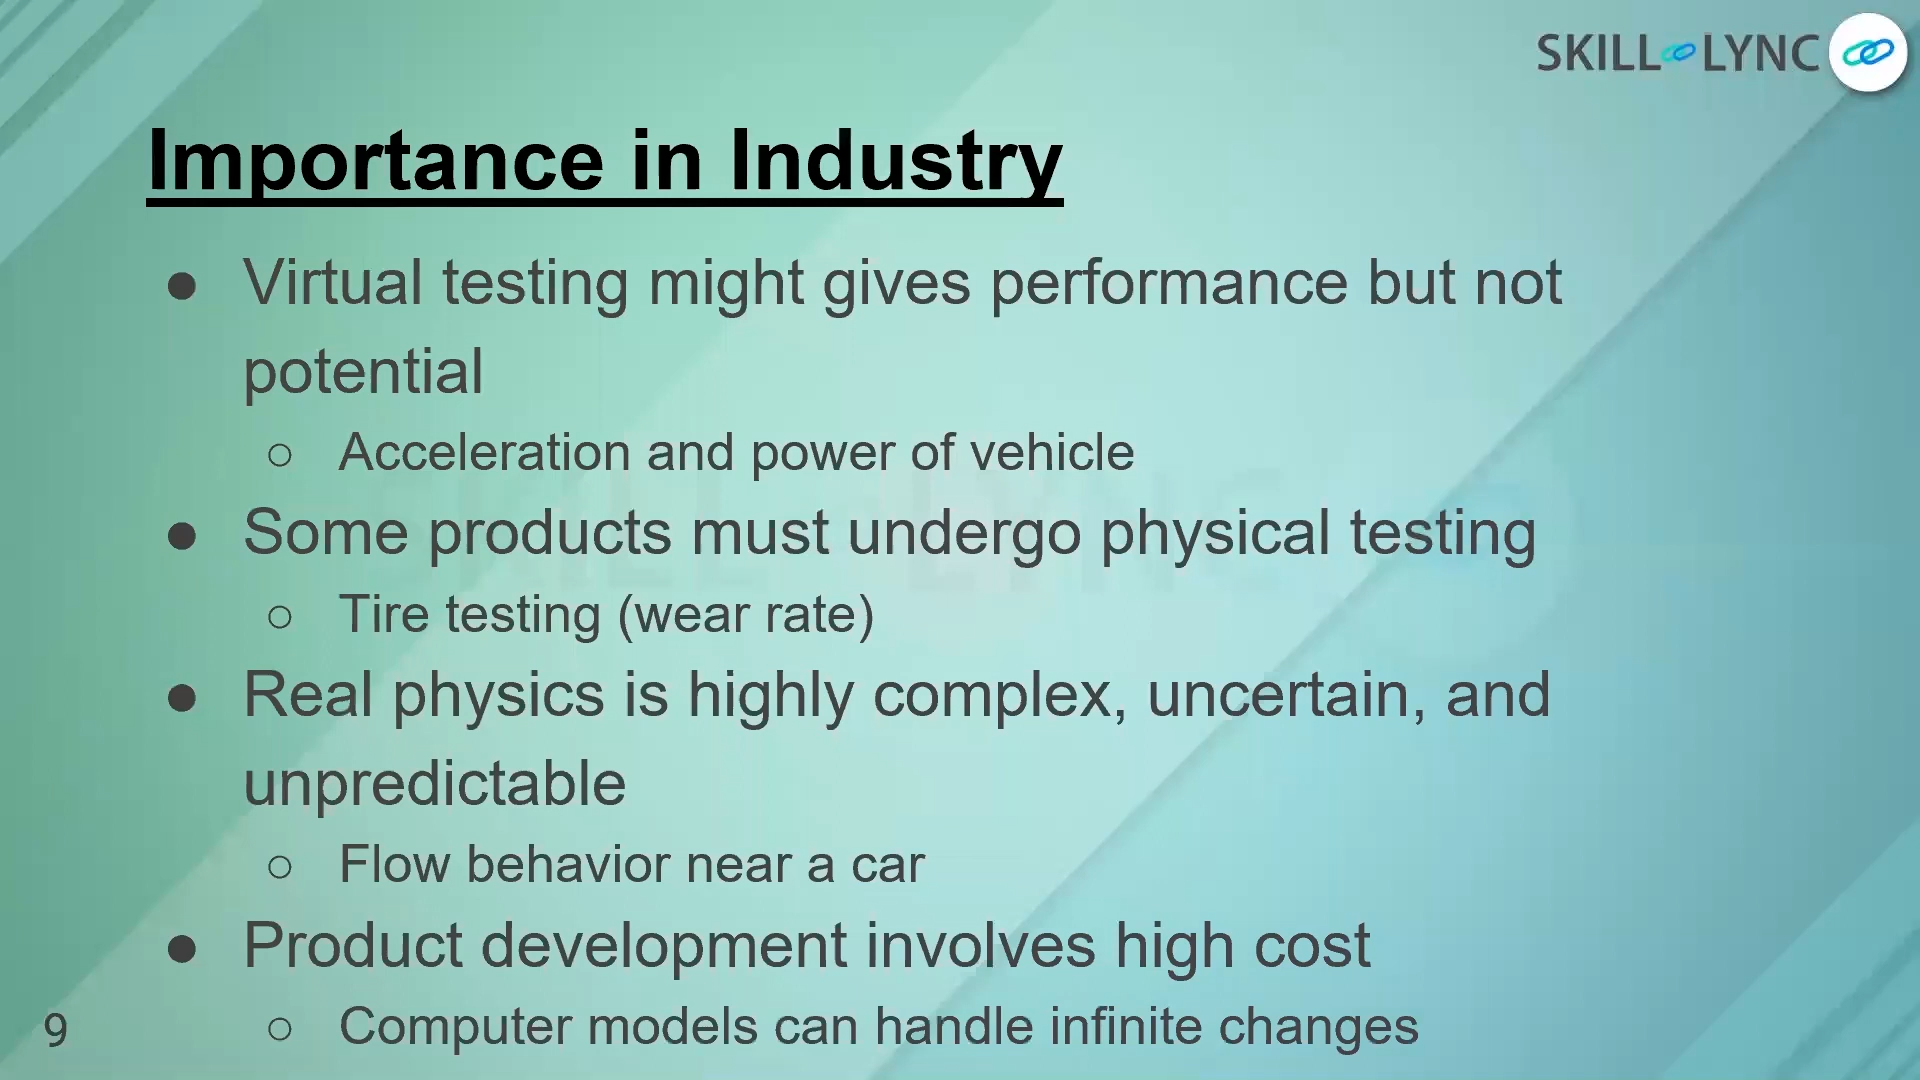 SKILL LYNC
Importance in Industry
● Virtual testing might gives performance but not
potential
○ Acceleration and power of vehicle
● Some products must undergo physical testing
○ Tire testing (wear rate)
● Real physics is highly complex, uncertain, and
unpredictable
○ Flow behavior near a car
● Product development involves high cost
○ Computer models can handle infinite changes
9